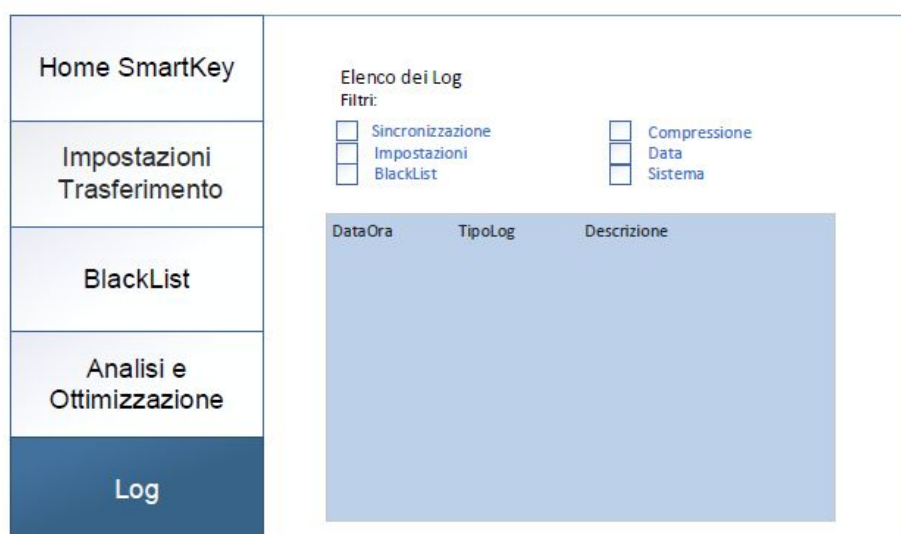 Home SmartKey
Impostazioni
Trasferimento
BlackList
Analisi e
Ottimizzazione
Log
Elenco dei Log
Filtri:
Sincronizzazione
Impostazioni
BlackList
Compressione
Data
Sistema
DataOra TipoLog Descrizione